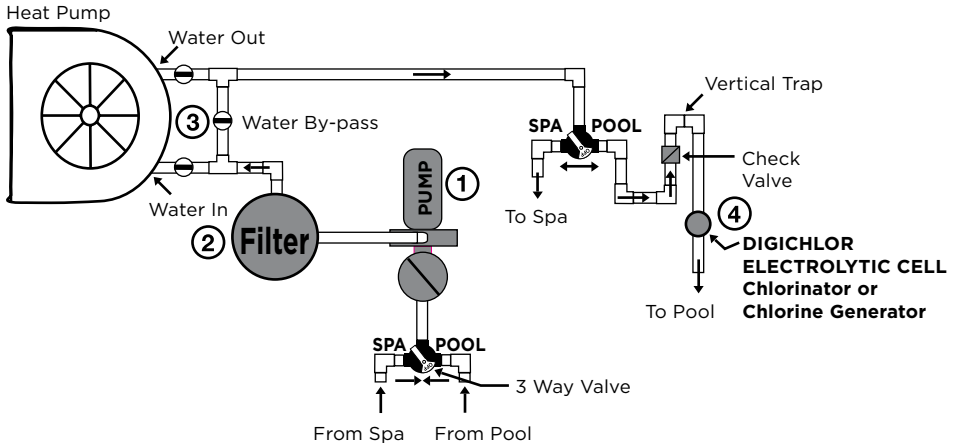 Heat Pump
Water Out
Vertical Trap
3
Water By-pass
SPA POOL
PUMP
1
Check
Valve
Water In
To Spa
2
Filter
4
DIGICHLOR
ELECTROLYTIC CELL
Chlorinator or
Chlorine Generator
To Pool
SPA POOL
3 Way Valve
From Spa
From Pool